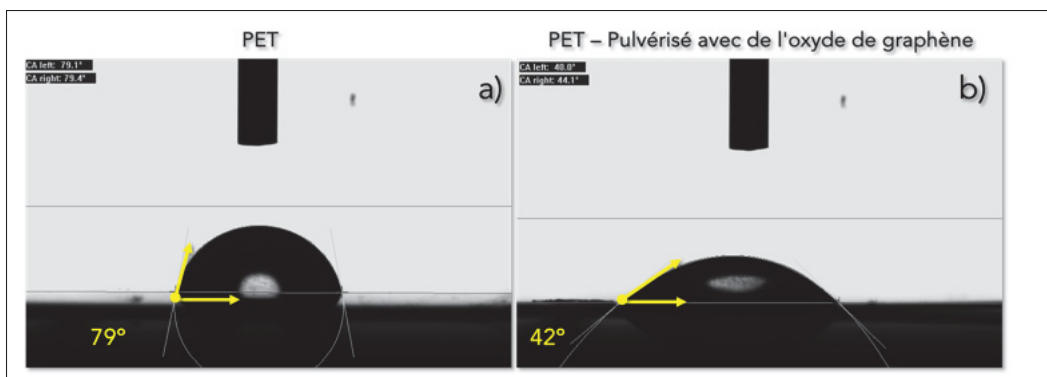 PET
PET – Pulvérisé avec de l'oxyde de graphène
CA left: 79.1°
CA right: 79.4°
a)
CA left: 40.0°
CA right: 44.1°
b)
79°
42°